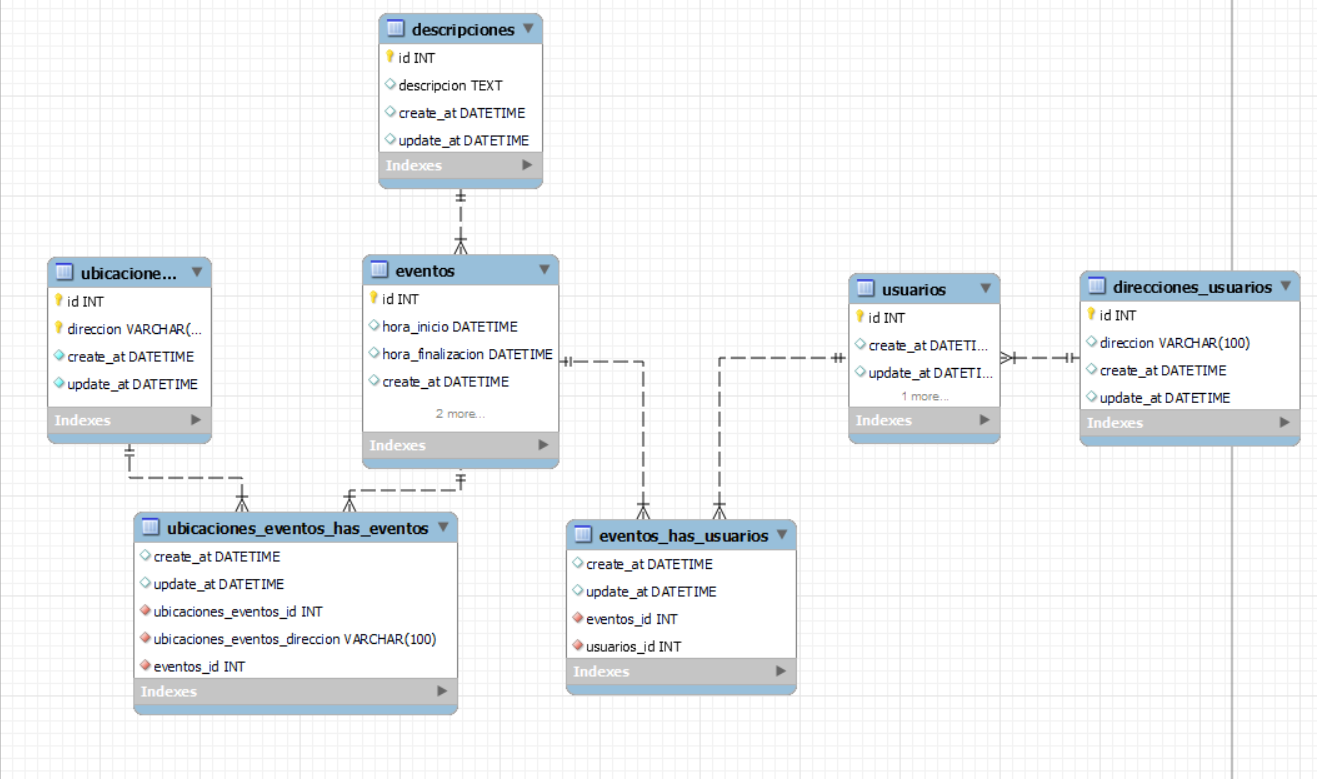 descripciones
id INT
descripcion TEXT
create_at DATETIME
update_at DATETIME
Indexes
ubicacione...
id INT
direccion VARCHAR(...
create_at DATETIME
update_at DATETIME
Indexes
eventos
id INT
hora_inicio DATETIME
hora_finalizacion DATETIME
create_at DATETIME
2 more...
Indexes
usuarios
id INT
create_at DATETI...
update_at DATETI...
1 more...
Indexes
direcciones_usuarios
id INT
direccion VARCHAR(100)
create_at DATETIME
update_at DATETIME
Indexes
ubicaciones_eventos_has_eventos
create_at DATETIME
update_at DATETIME
ubicaciones_eventos_id INT
ubicaciones_eventos_direccion VARCHAR(100)
eventos_id INT
Indexes
eventos_has_usuarios
create_at DATETIME
update_at DATETIME
eventos_id INT
usuarios_id INT
Indexes